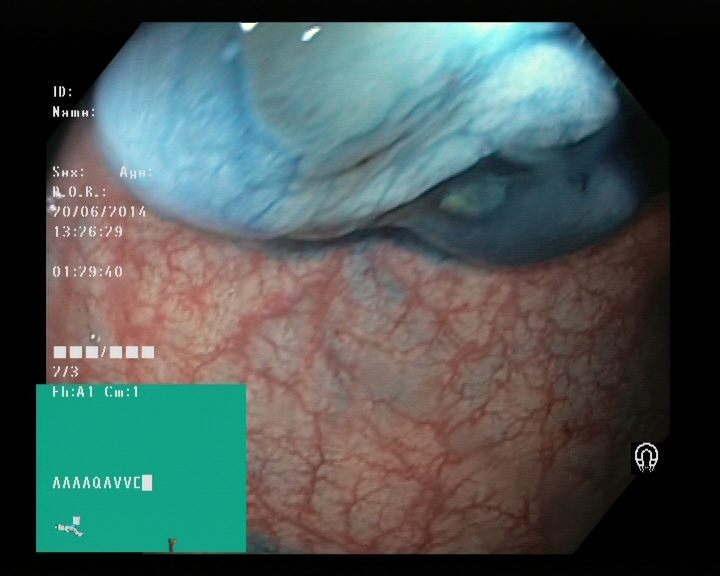 ID:
Name:
Sex: Age:
D.O.B.:
20/06/2014
13:26:29
01:29:40
■■■/■■■
2/3
Eh:A1 Cm:1
AAAAQAVVE